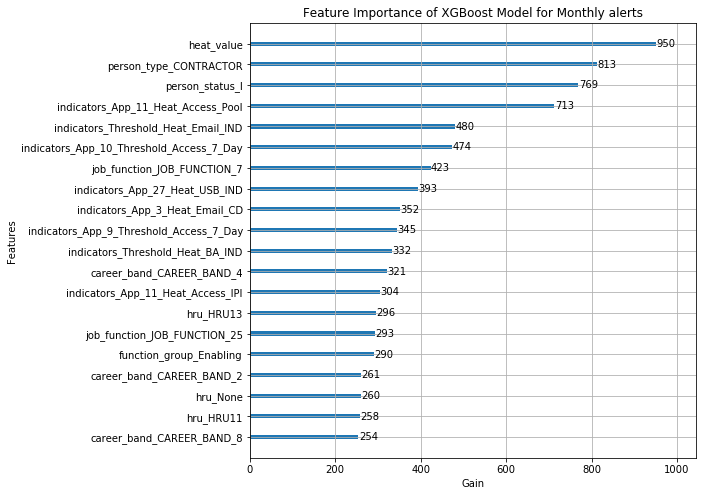 Feature Importance of XGBoost Model for Monthly alerts
heat_value 950
person_type_CONTRACTOR 813
person_status_I 769
indicators_App_11_Heat_Access_Pool 713
indicators_Threshold_Heat_Email_IND 480
indicators_App_10_Threshold_Access_7_Day 474
job_function_JOB_FUNCTION_7 423
indicators_App_27_Heat_USB_IND 393
indicators_App_3_Heat_Email_CD 352
indicators_App_9_Threshold_Access_7_Day 345
indicators_Threshold_Heat_BA_IND 332
career_band_CAREER_BAND_4 321
indicators_App_11_Heat_Access_IPI 304
hru_HRU13 296
job_function_JOB_FUNCTION_25 293
function_group_Enabling 290
career_band_CAREER_BAND_2 261
hru_None 260
hru_HRU11 258
career_band_CAREER_BAND_8 254
Features
0 200 400 600 800 1000
Gain